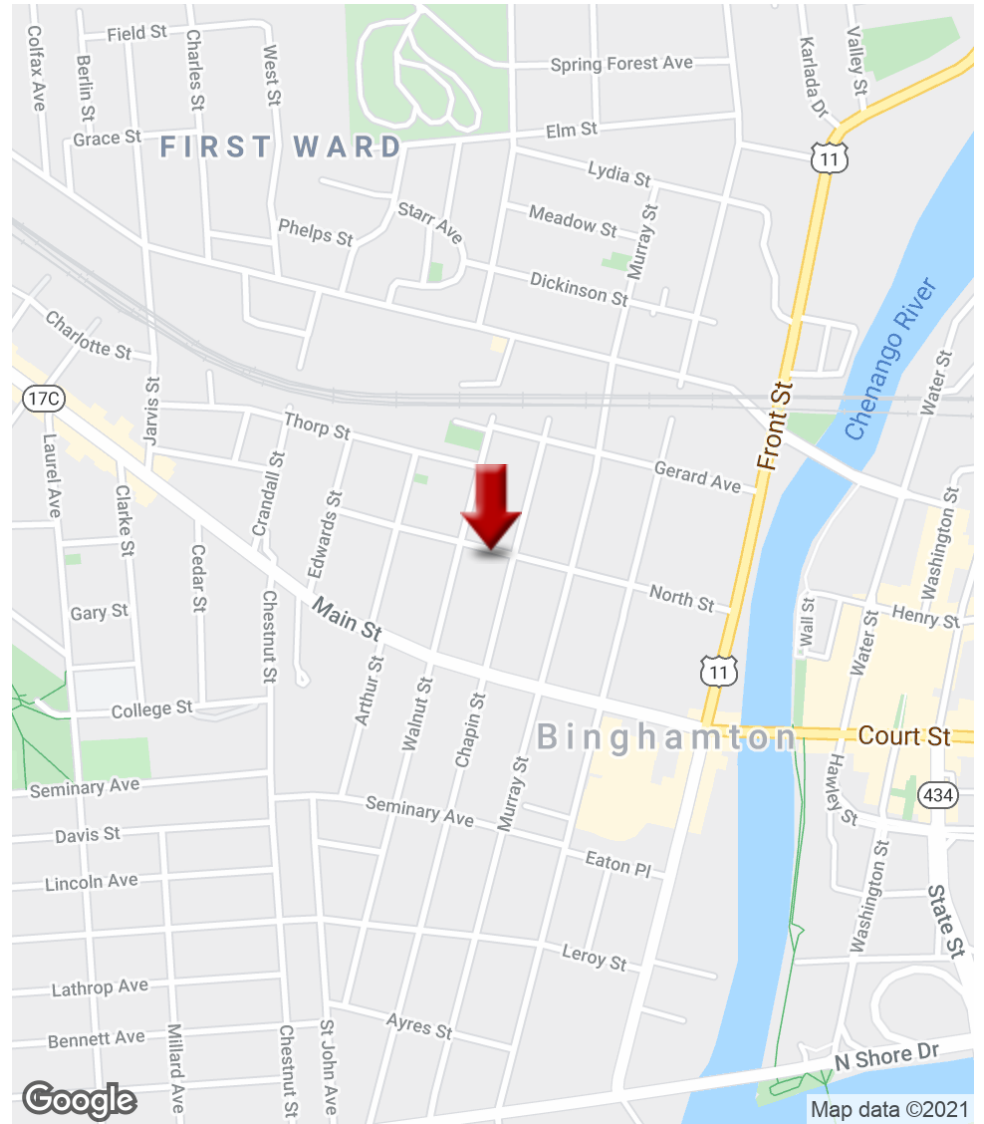 Field St
Colfax Ave
Berlin St
Charles St
West St
Spring Forest Ave
Karlada Dr
Valley St
Grace St
FIRST WARD
Elm St
11
Lydia St
Starr Ave
Meadow St
Murray St
Phelps St
Dickinson St
Chenango River
Charlotte St
Water St
17C
Jarvis St
Front St
Thorp St
Gerard Ave
Laurel Ave
Clarke St
Crandall St
Edwards St
Washington St
Cedar St
North St
Wall St
Henry St
Gary St
Main St
Chestnut St
Water St
11
Arthur St
Walnut St
Chapin St
College St
Binghamton
Court St
Murray St
Hawley St
434
Seminary Ave
Seminary Ave
Davis St
Eaton Pl
Lincoln Ave
Washington St
State St
Leroy St
Lathrop Ave
Ayres St
Bennett Ave
Millard Ave
Chestnut St
St John Ave
N Shore Dr
Google
Map data ©2021